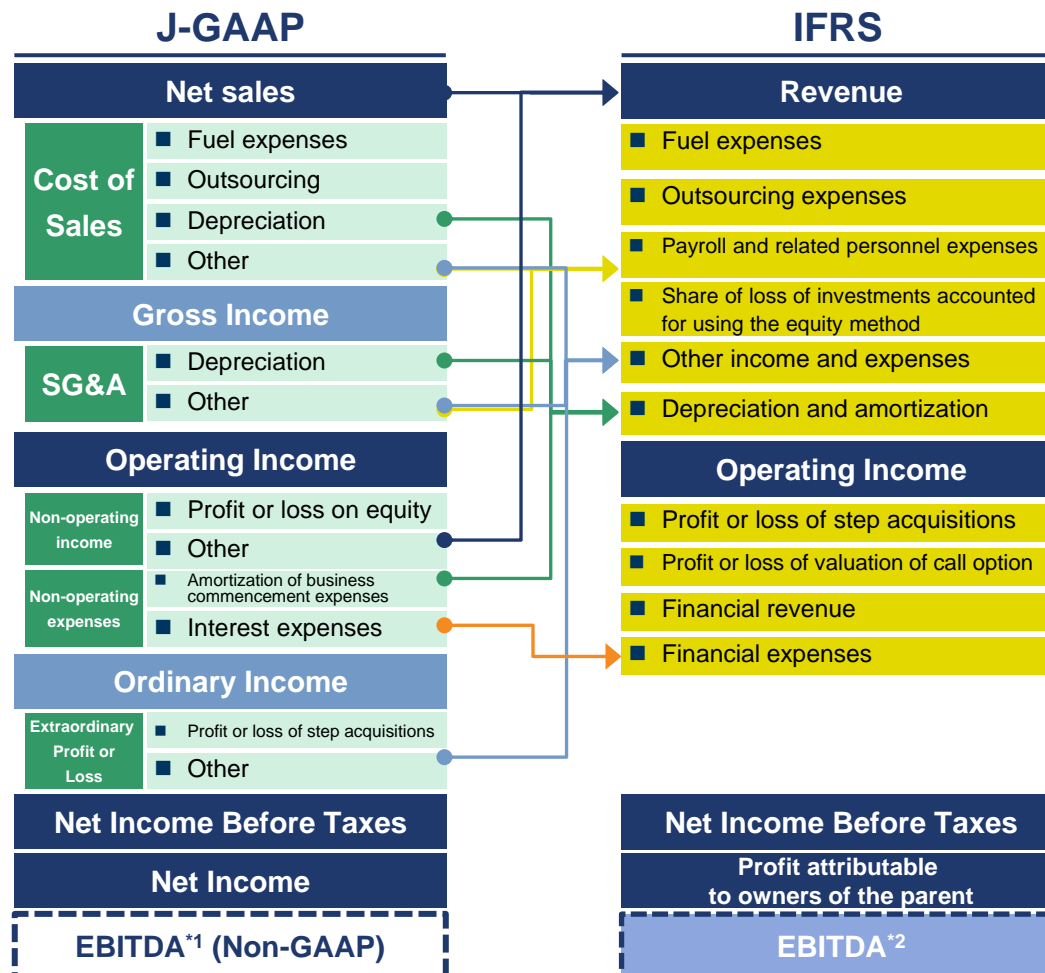 J-GAAP
Net sales
Cost of
Sales
■ Fuel expenses
■ Outsourcing
■ Depreciation
■ Other
Gross Income
SG&A
■ Depreciation
■ Other
Operating Income
Non-operating
income
■ Profit or loss on equity
■ Other
Non-operating
expenses
■ Amortization of business
commencement expenses
■ Interest expenses
Ordinary Income
Extraordinary
Profit or
Loss
■ Profit or loss of step acquisitions
■ Other
Net Income Before Taxes
Net Income
EBITDA*1 (Non-GAAP)
IFRS
Revenue
■ Fuel expenses
■ Outsourcing expenses
■ Payroll and related personnel expenses
■ Share of loss of investments accounted
for using the equity method
■ Other income and expenses
■ Depreciation and amortization
Operating Income
■ Profit or loss of step acquisitions
■ Profit or loss of valuation of call option
■ Financial revenue
■ Financial expenses
Net Income Before Taxes
Profit attributable
to owners of the parent
EBITDA*2